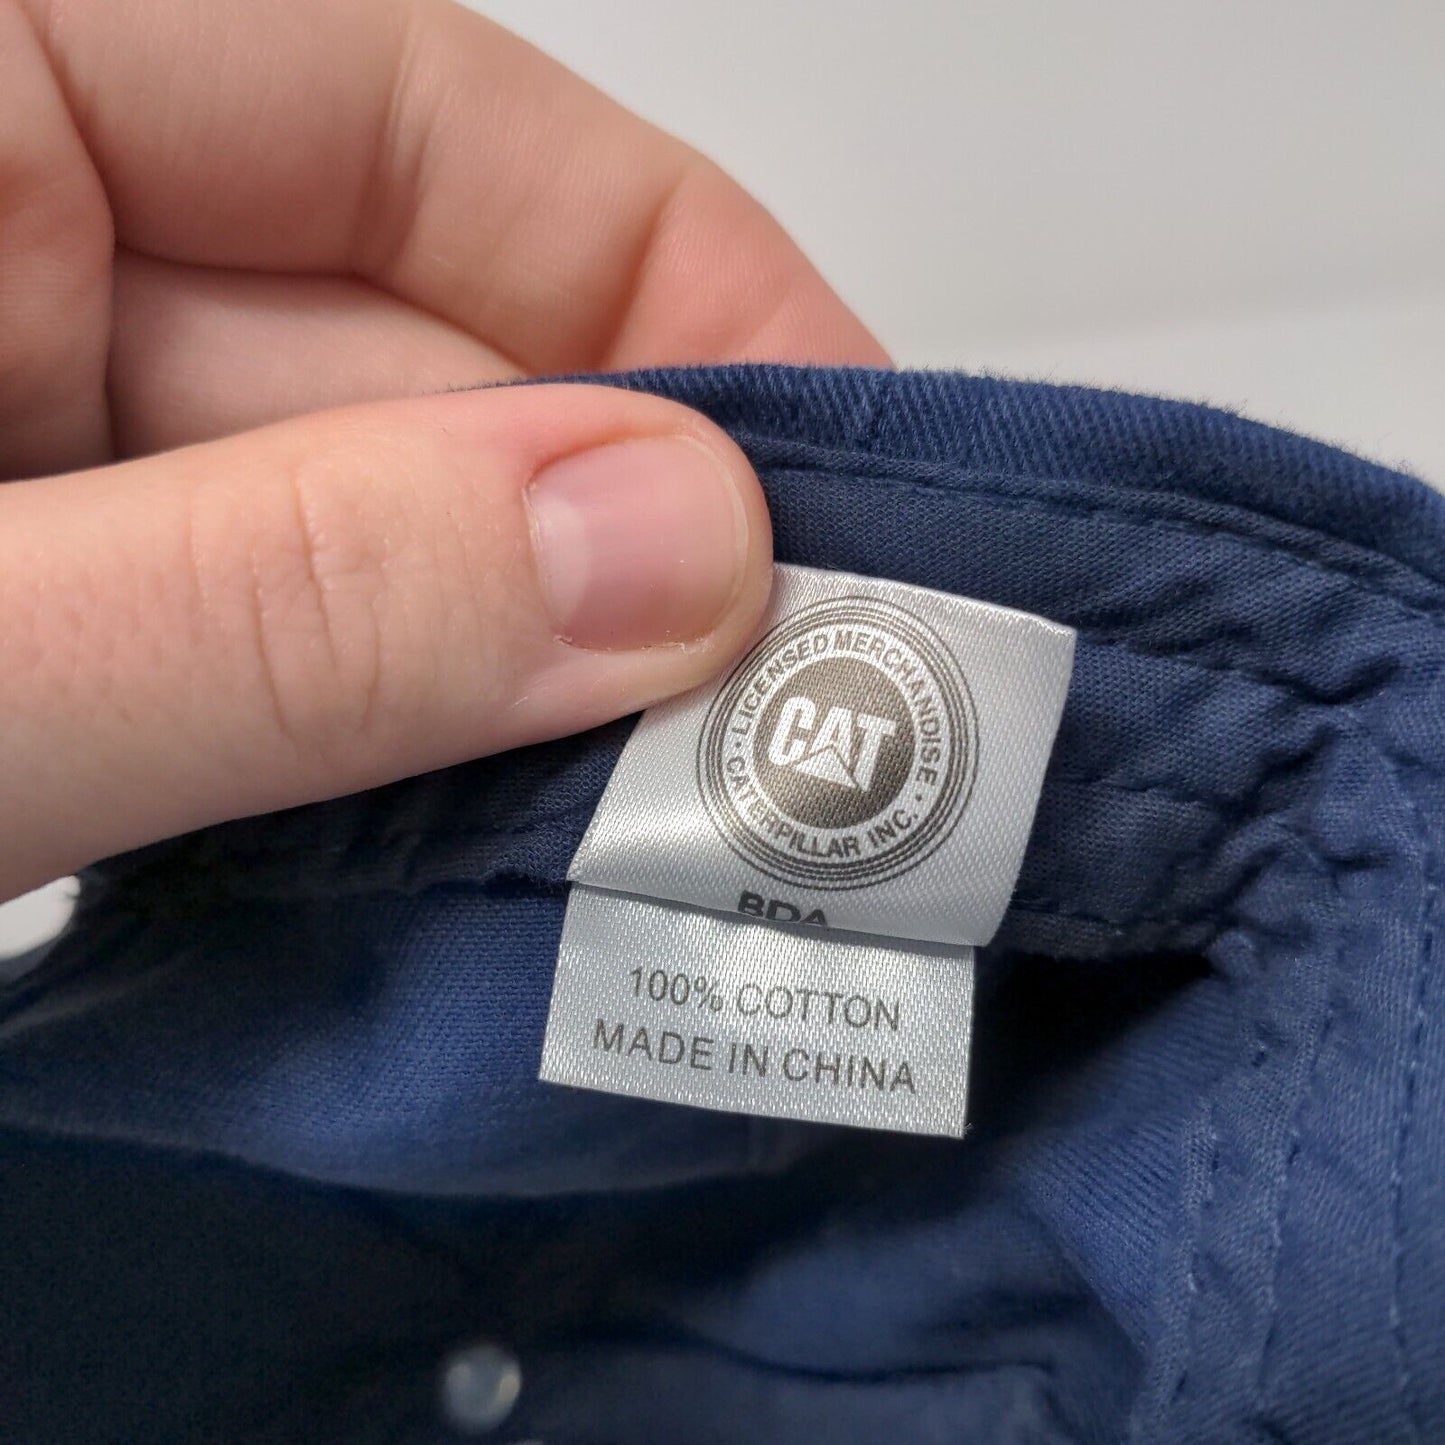 LICENSED MERCHANDISE
CAT
CATERPILLAR INC.
BDA
100% COTTON
MADE IN CHINA